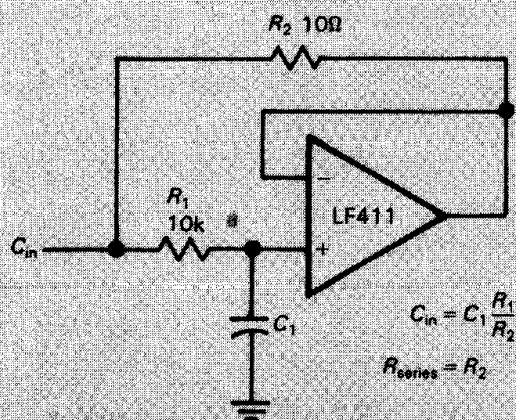 R2 10Ω
R1
10k
−
LF411
+
Cin
C1
Cin = C1 R1
R2
Rseries = R2